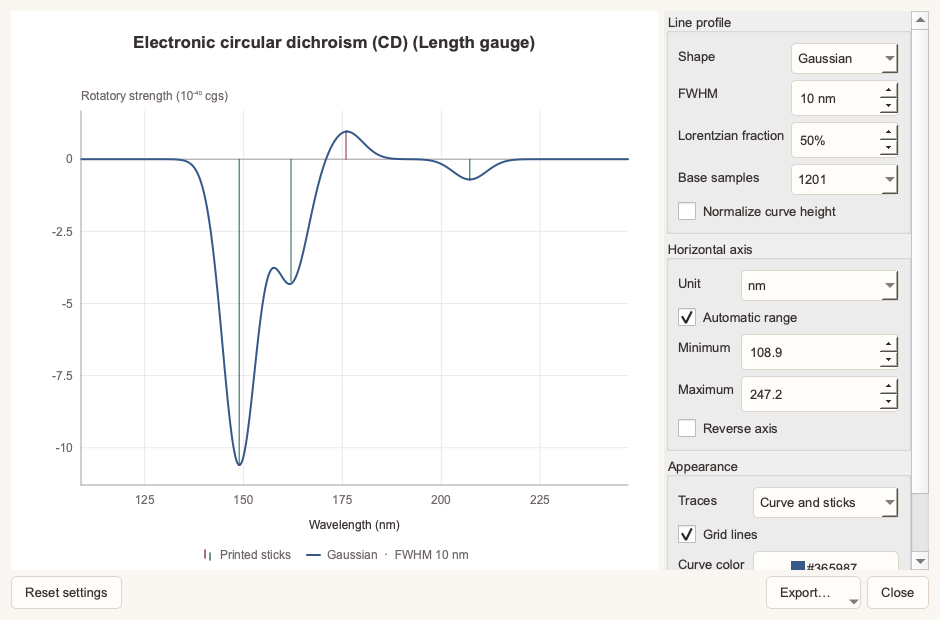 Electronic circular dichroism (CD) (Length gauge)
Rotatory strength (10⁻⁴⁰ cgs)
0
-2.5
-5
-7.5
-10
125 150 175 200 225
Wavelength (nm)
Printed sticks Gaussian · FWHM 10 nm
Line profile
Shape Gaussian
FWHM 10 nm
Lorentzian fraction 50%
Base samples 1201
Normalize curve height
Horizontal axis
Unit nm
Automatic range
Minimum 108.9
Maximum 247.2
Reverse axis
Appearance
Traces Curve and sticks
Grid lines
Curve color #365987
Reset settings Export... Close